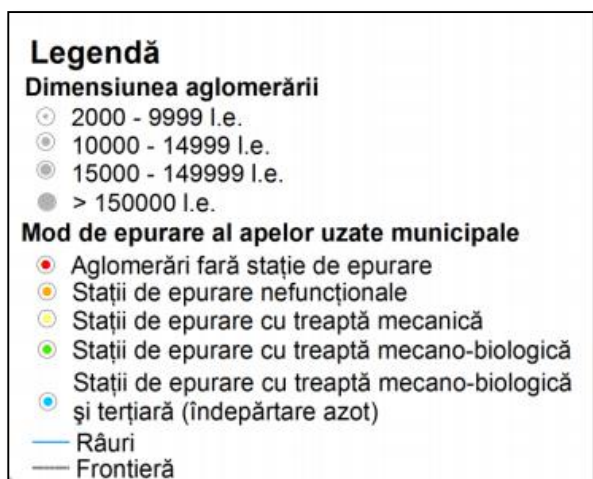 Legendă
Dimensiunea aglomerării
2000 - 9999 l.e.
10000 - 14999 l.e.
15000 - 149999 l.e.
> 150000 l.e.
Mod de epurare al apelor uzate municipale
Aglomerări fară stație de epurare
Stații de epurare nefuncționale
Stații de epurare cu treaptă mecanică
Stații de epurare cu treaptă mecano-biologică
Stații de epurare cu treaptă mecano-biologică
și terțiară (îndepărtare azot)
Râuri
Frontieră